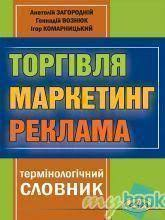 Анатолій ЗАГОРОДНІЙ
Геннадій ВОЗНЮК
Ігор КОМАРНИЦЬКИЙ
ТОРГІВЛЯ
МАРКЕТИНГ
РЕКЛАМА
термінологічний
СЛОВНИК